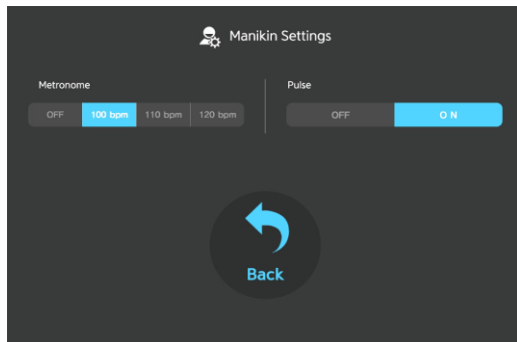 Manikin Settings
Metronome
OFF 100 bpm 110 bpm 120 bpm
Pulse
OFF ON
Back